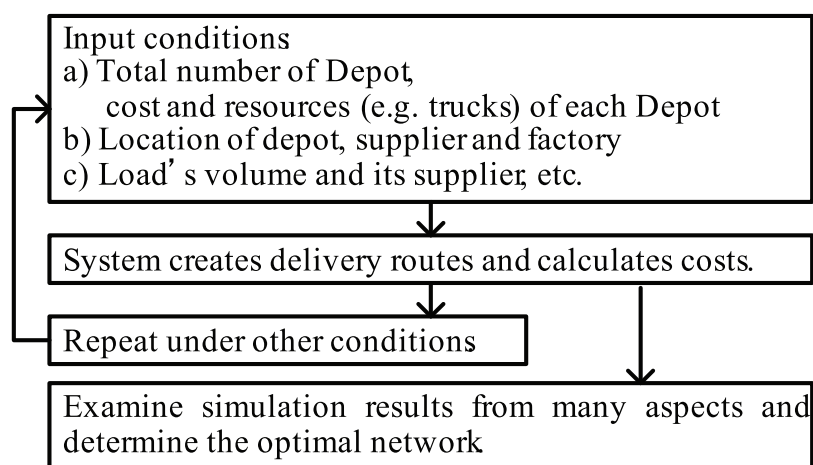 Input conditions:
a) Total number of Depot,
cost and resources (e.g. trucks) of each Depot
b) Location of depot, supplier and factory
c) Load's volume and its supplier, etc.
System creates delivery routes and calculates costs.
Repeat under other conditions.
Examine simulation results from many aspects and
determine the optimal network.